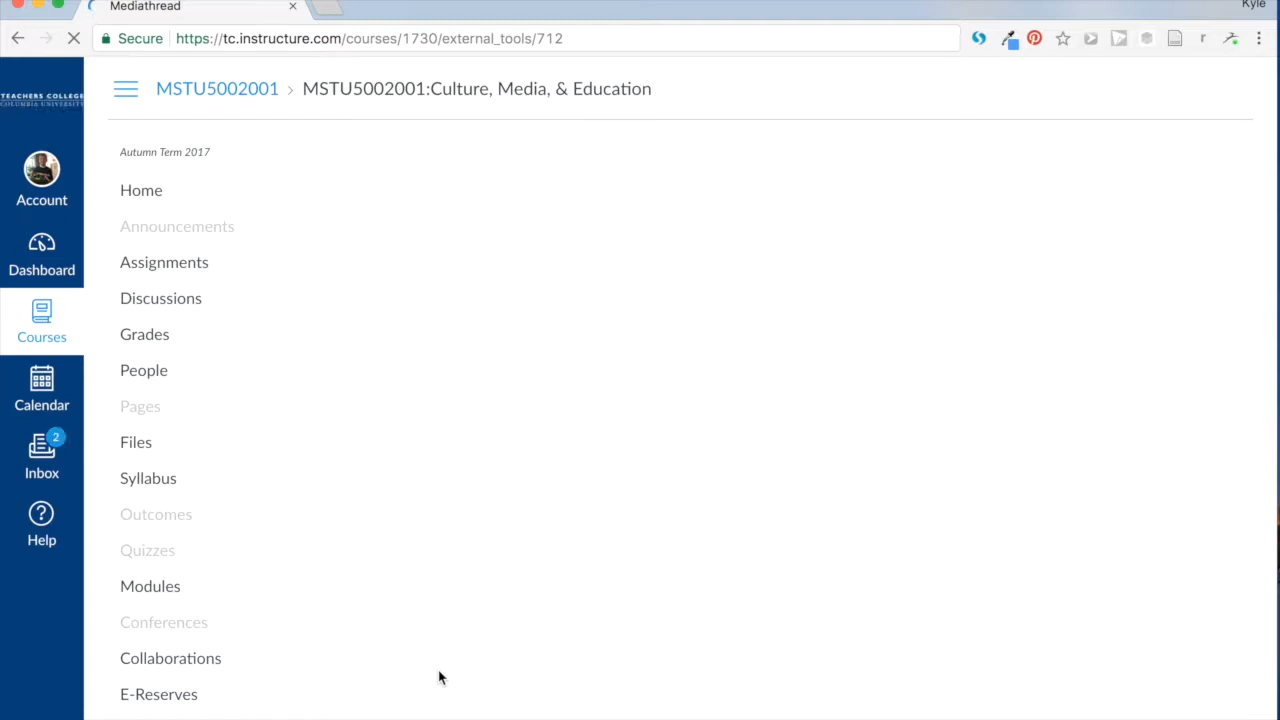 Mediathread
Kyle
Secure https://tc.instructure.com/courses/1730/external_tools/712
TEACHERS COLLEGE
COLUMBIA UNIVERSITY
Account
Dashboard
Courses
Calendar
2
Inbox
Help
MSTU5002001 › MSTU5002001:Culture, Media, & Education
Autumn Term 2017
Home
Announcements
Assignments
Discussions
Grades
People
Pages
Files
Syllabus
Outcomes
Quizzes
Modules
Conferences
Collaborations
E-Reserves